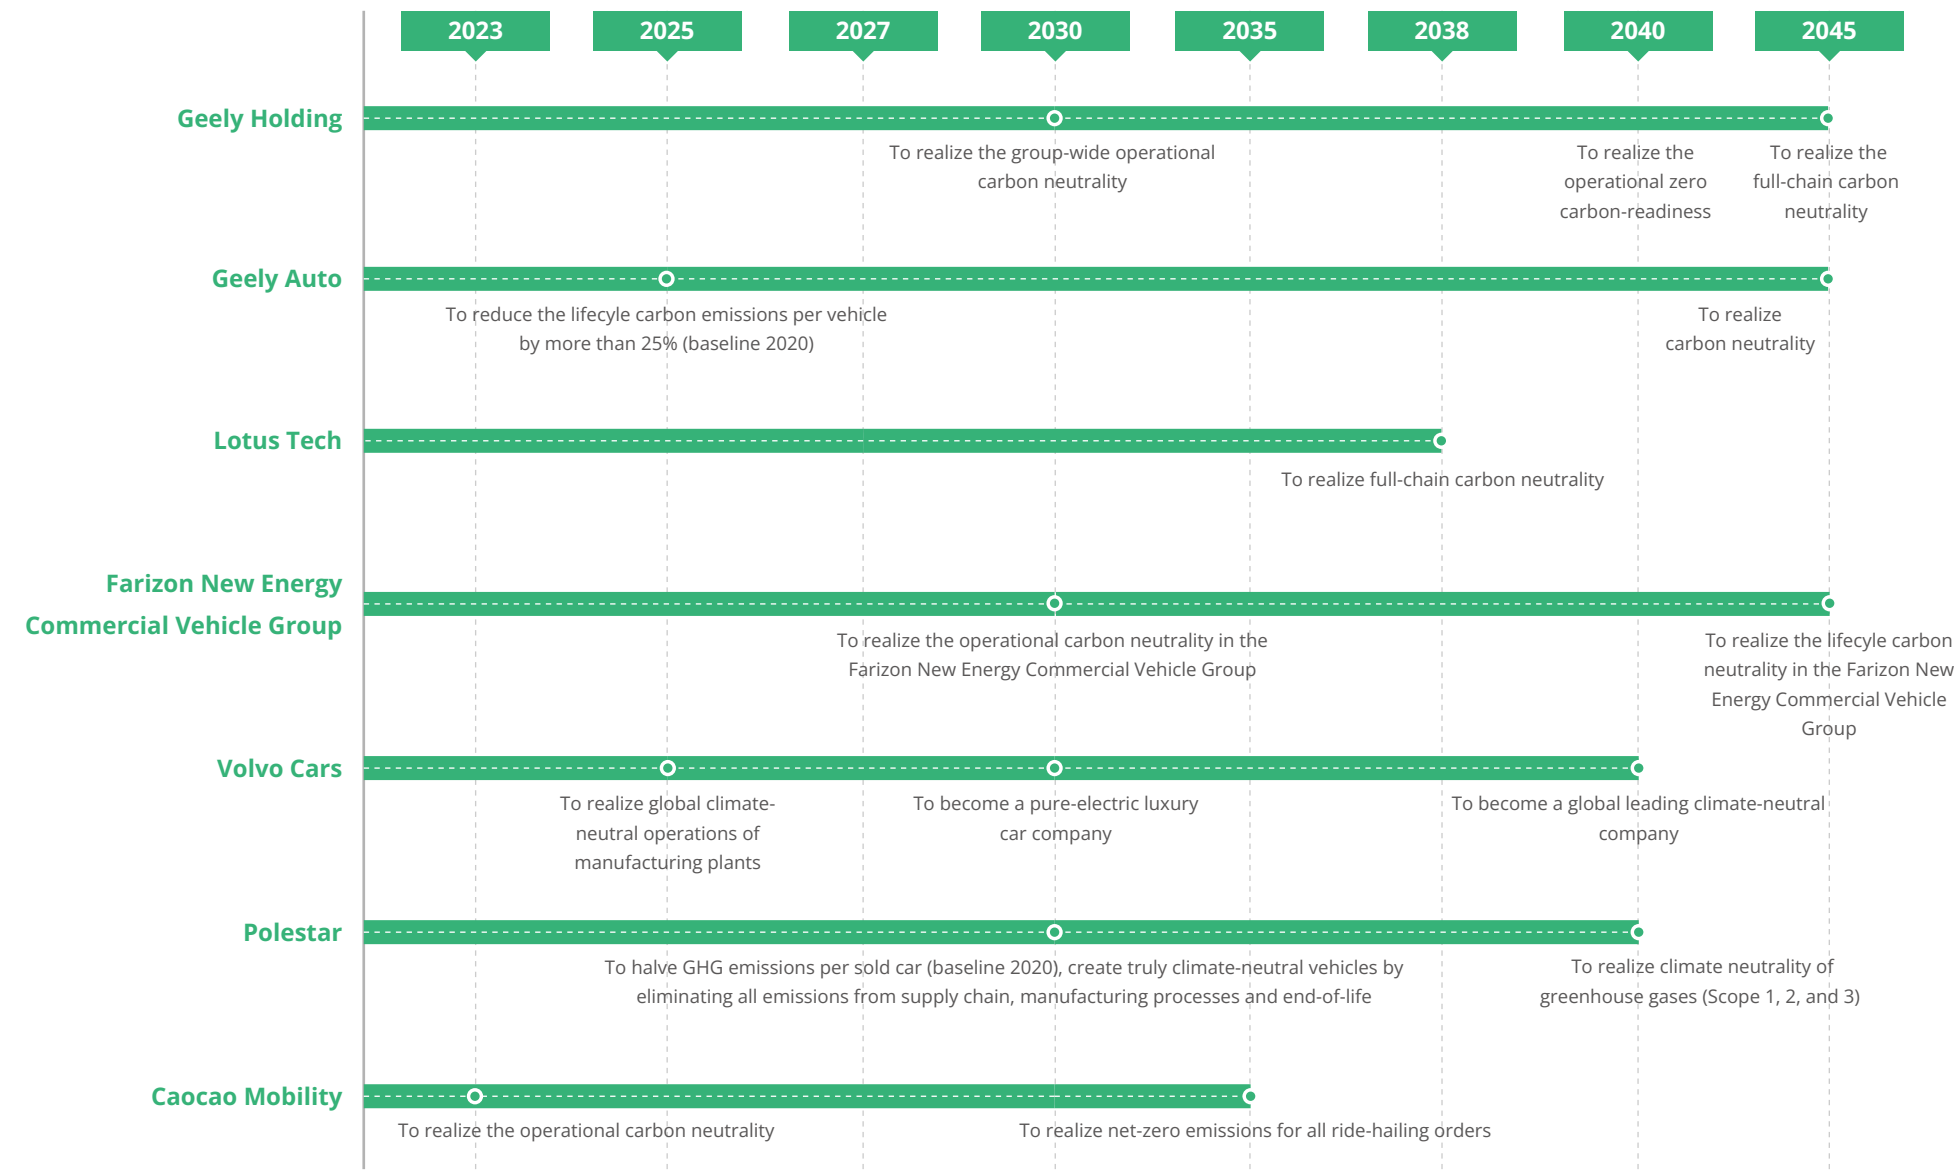 2023
2025
2027
2030
2035
2038
2040
2045
Geely Holding
To realize the group-wide operational
carbon neutrality
To realize the
operational zero
carbon-readiness
To realize the
full-chain carbon
neutrality
Geely Auto
To reduce the lifecyle carbon emissions per vehicle
by more than 25% (baseline 2020)
To realize
carbon neutrality
Lotus Tech
To realize full-chain carbon neutrality
Farizon New Energy
Commercial Vehicle Group
To realize the operational carbon neutrality in the
Farizon New Energy Commercial Vehicle Group
To realize the lifecyle carbon
neutrality in the Farizon New
Energy Commercial Vehicle
Group
Volvo Cars
To realize global climate-
neutral operations of
manufacturing plants
To become a pure-electric luxury
car company
To become a global leading climate-neutral
company
Polestar
To halve GHG emissions per sold car (baseline 2020), create truly climate-neutral vehicles by
eliminating all emissions from supply chain, manufacturing processes and end-of-life
To realize climate neutrality of
greenhouse gases (Scope 1, 2, and 3)
Caocao Mobility
To realize the operational carbon neutrality
To realize net-zero emissions for all ride-hailing orders